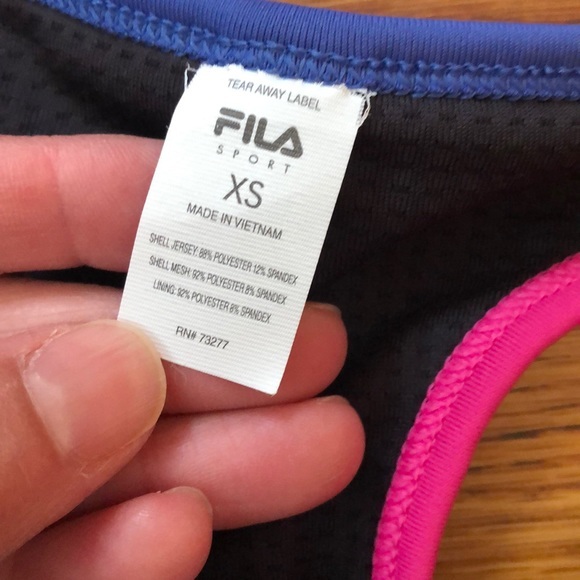 TEAR AWAY LABEL
FILA
SPORT
XS
MADE IN VIETNAM
SHELL JERSEY: 88% POLYESTER 12% SPANDEX
SHELL MESH: 92% POLYESTER 8% SPANDEX
LINING: 92% POLYESTER 8% SPANDEX
RN# 73277